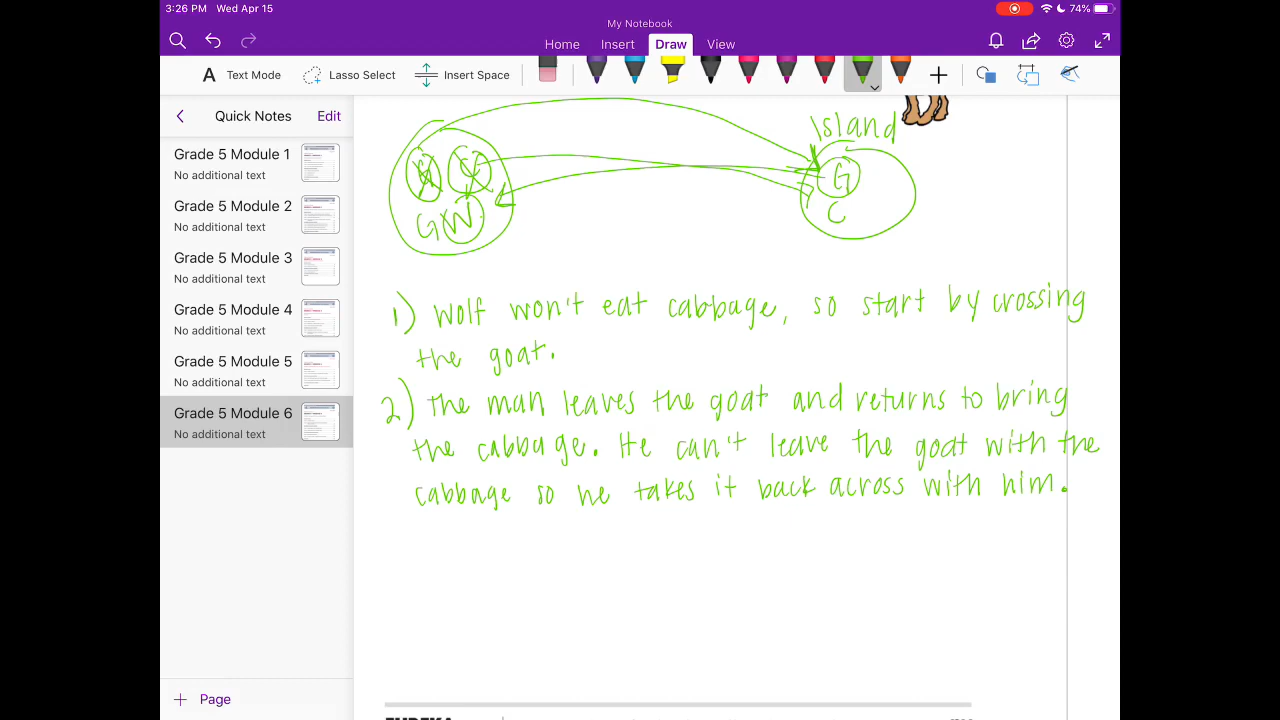 3:26 PM Wed Apr 15
74%
My Notebook
Home Insert Draw View
Text Mode Lasso Select Insert Space
Quick Notes Edit
Grade 5 Module 1
No additional text
Grade 5 Module 2
No additional text
Grade 5 Module 3
No additional text
Grade 5 Module 4
No additional text
Grade 5 Module 5
No additional text
Grade 5 Module 6
No additional text
Page
Island
G
C
G
1) wolf won't eat cabbage, so start by crossing
the goat.
2) the man leaves the goat and returns to bring
the cabbage. He can't leave the goat with the
cabbage so he takes it back across with him.
EUREKA